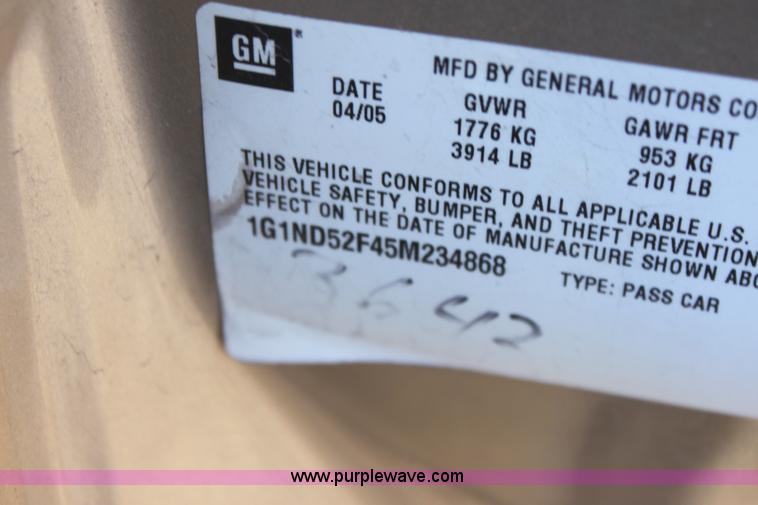 GM®
MFD BY GENERAL MOTORS CO
DATE GVWR GAWR FRT
04/05 1776 KG 953 KG
3914 LB 2101 LB
THIS VEHICLE CONFORMS TO ALL APPLICABLE U.S.
VEHICLE SAFETY, BUMPER, AND THEFT PREVENTION
EFFECT ON THE DATE OF MANUFACTURE SHOWN ABO
1G1ND52F45M234868 TYPE: PASS CAR
3642
www.purplewave.com